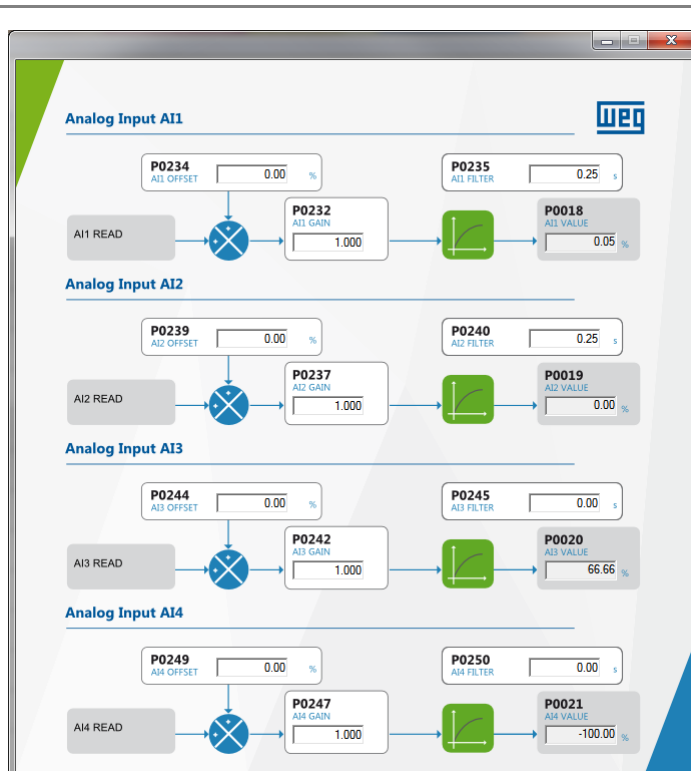 Analog Input AI1
WEG
P0234
AI1 OFFSET
0.00 %
P0235
AI1 FILTER
0.25 s
AI1 READ
P0232
AI1 GAIN
1.000
P0018
AI1 VALUE
0.05 %
Analog Input AI2
P0239
AI2 OFFSET
0.00 %
P0240
AI2 FILTER
0.25 s
AI2 READ
P0237
AI2 GAIN
1.000
P0019
AI2 VALUE
0.00 %
Analog Input AI3
P0244
AI3 OFFSET
0.00 %
P0245
AI3 FILTER
0.00 s
AI3 READ
P0242
AI3 GAIN
1.000
P0020
AI3 VALUE
66.66 %
Analog Input AI4
P0249
AI4 OFFSET
0.00 %
P0250
AI4 FILTER
0.00 s
AI4 READ
P0247
AI4 GAIN
1.000
P0021
AI4 VALUE
-100.00 %